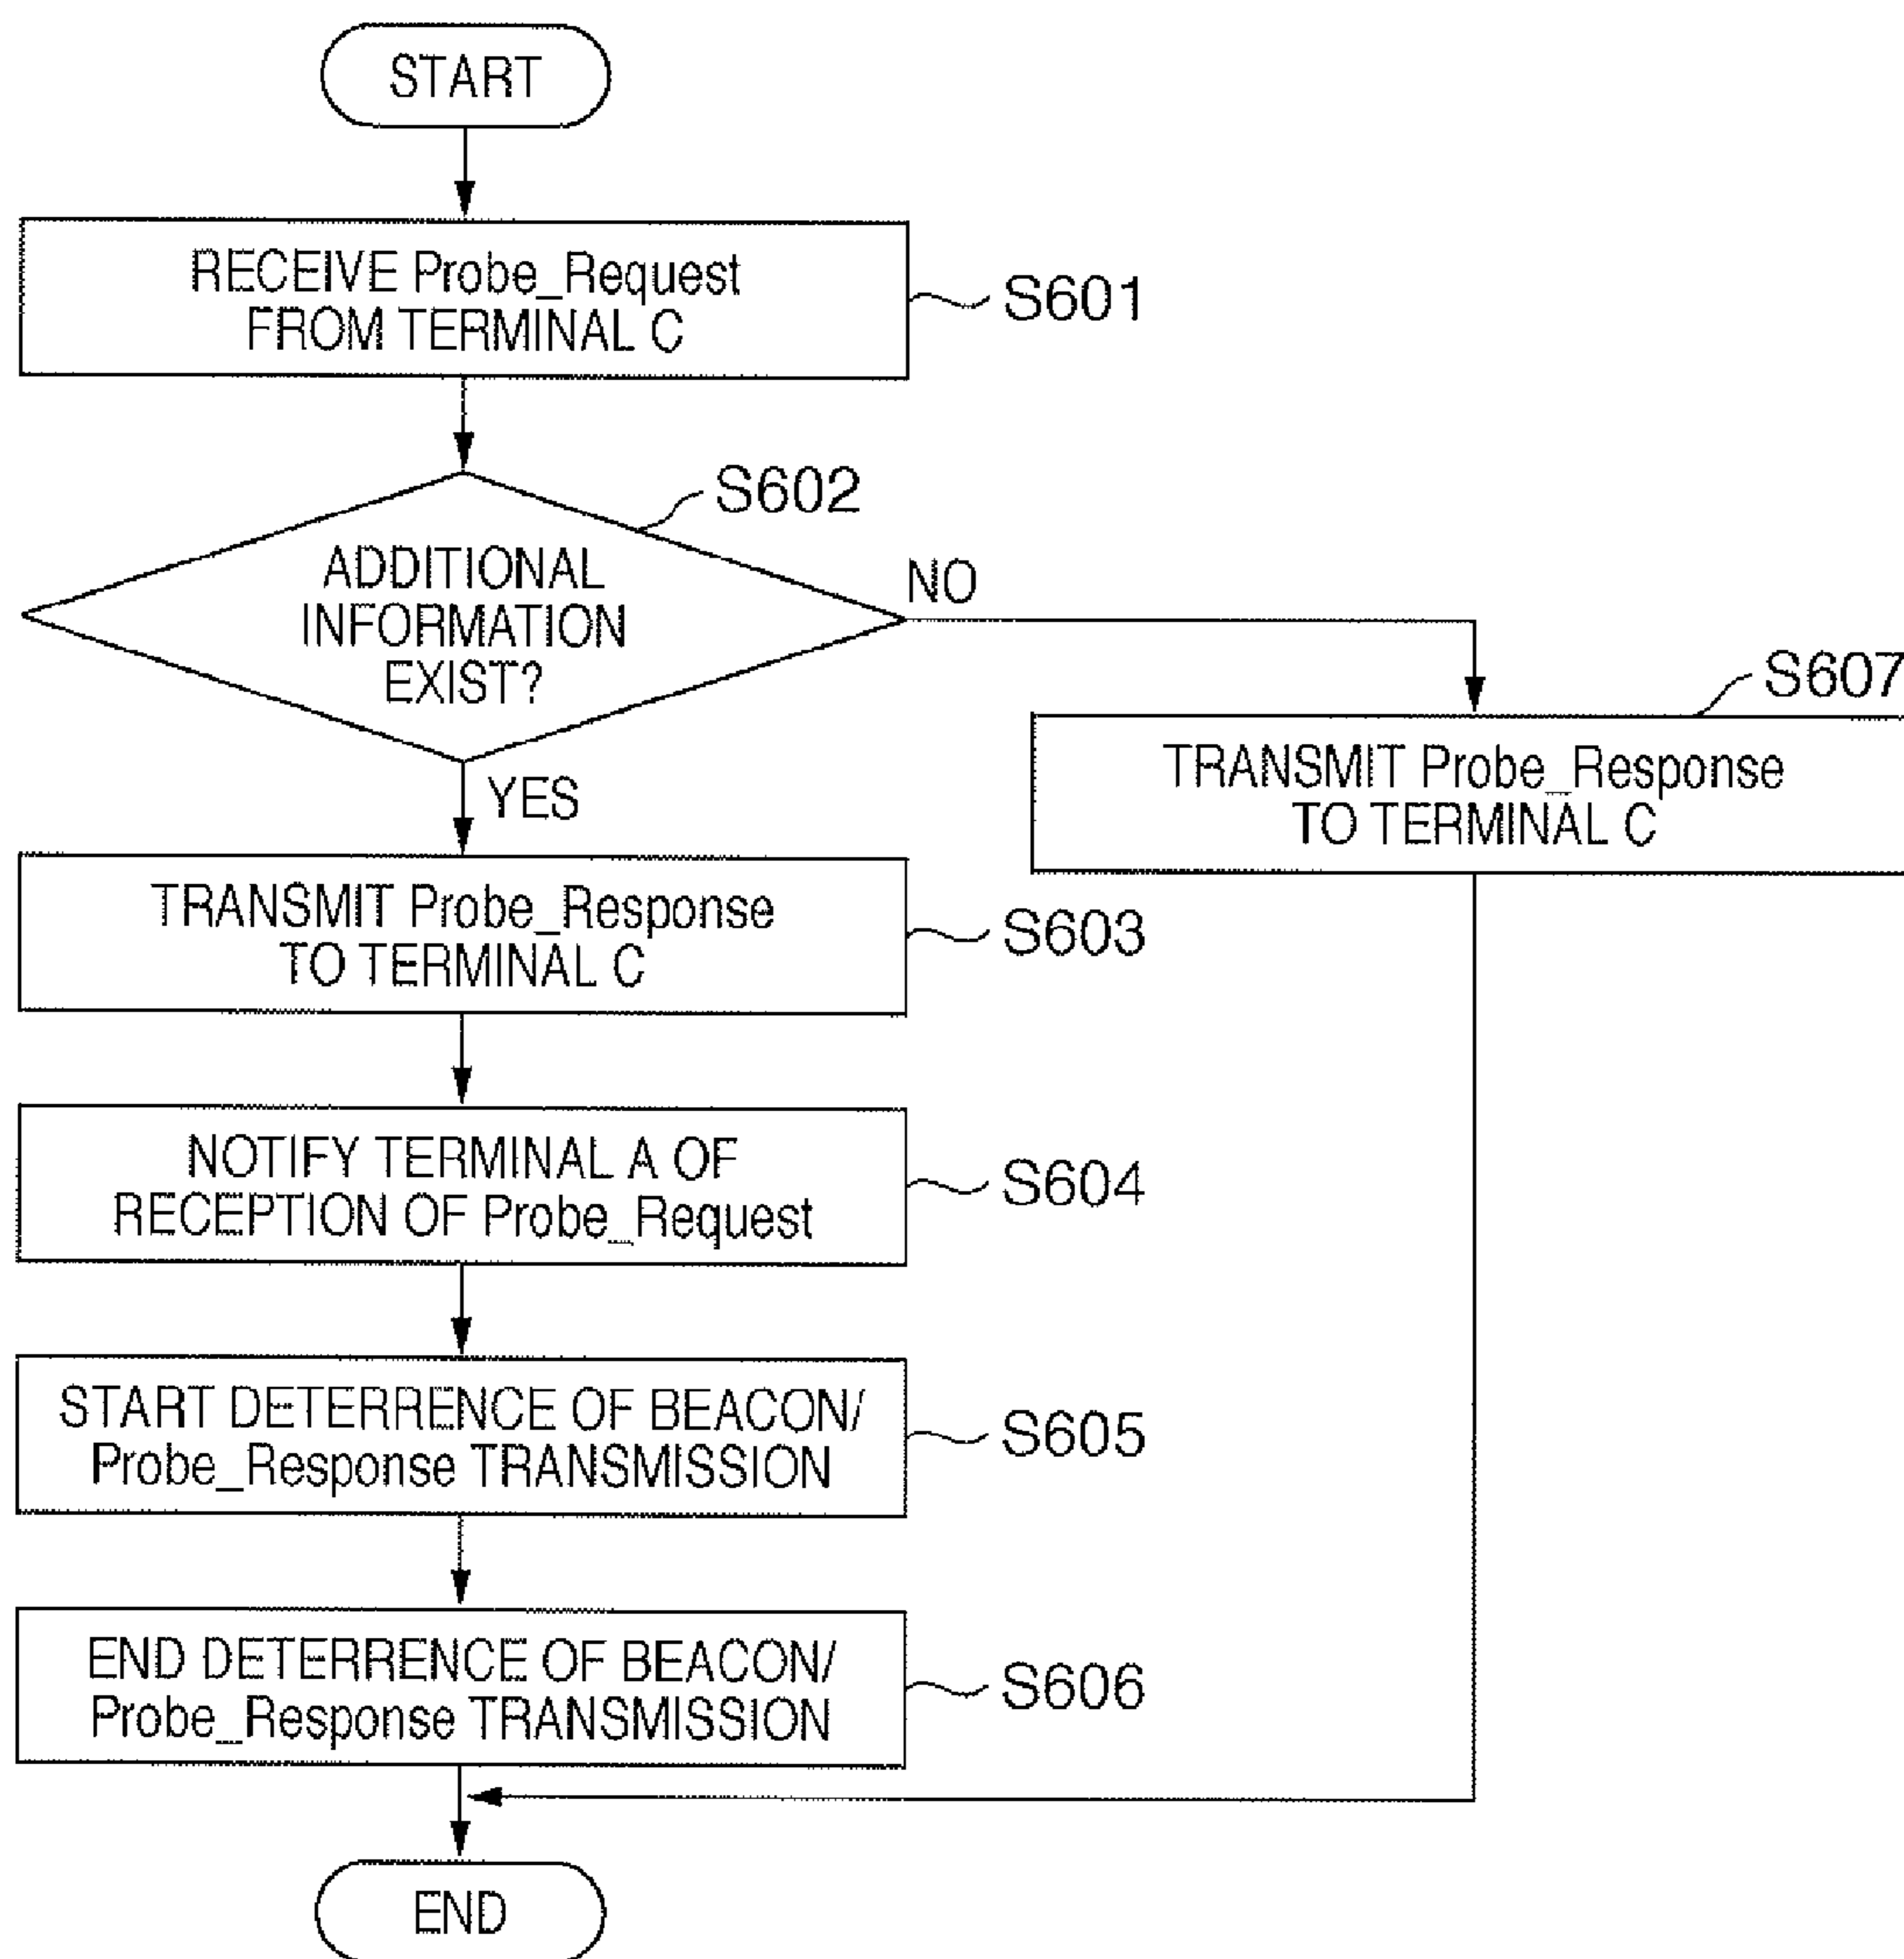 START
RECEIVE Probe_Request
FROM TERMINAL C
S601
S602
ADDITIONAL
INFORMATION
EXIST?
NO
YES
S607
TRANSMIT Probe_Response
TO TERMINAL C
TRANSMIT Probe_Response
TO TERMINAL C
S603
NOTIFY TERMINAL A OF
RECEPTION OF Probe_Request
S604
START DETERRENCE OF BEACON/
Probe_Response TRANSMISSION
S605
END DETERRENCE OF BEACON/
Probe_Response TRANSMISSION
S606
END